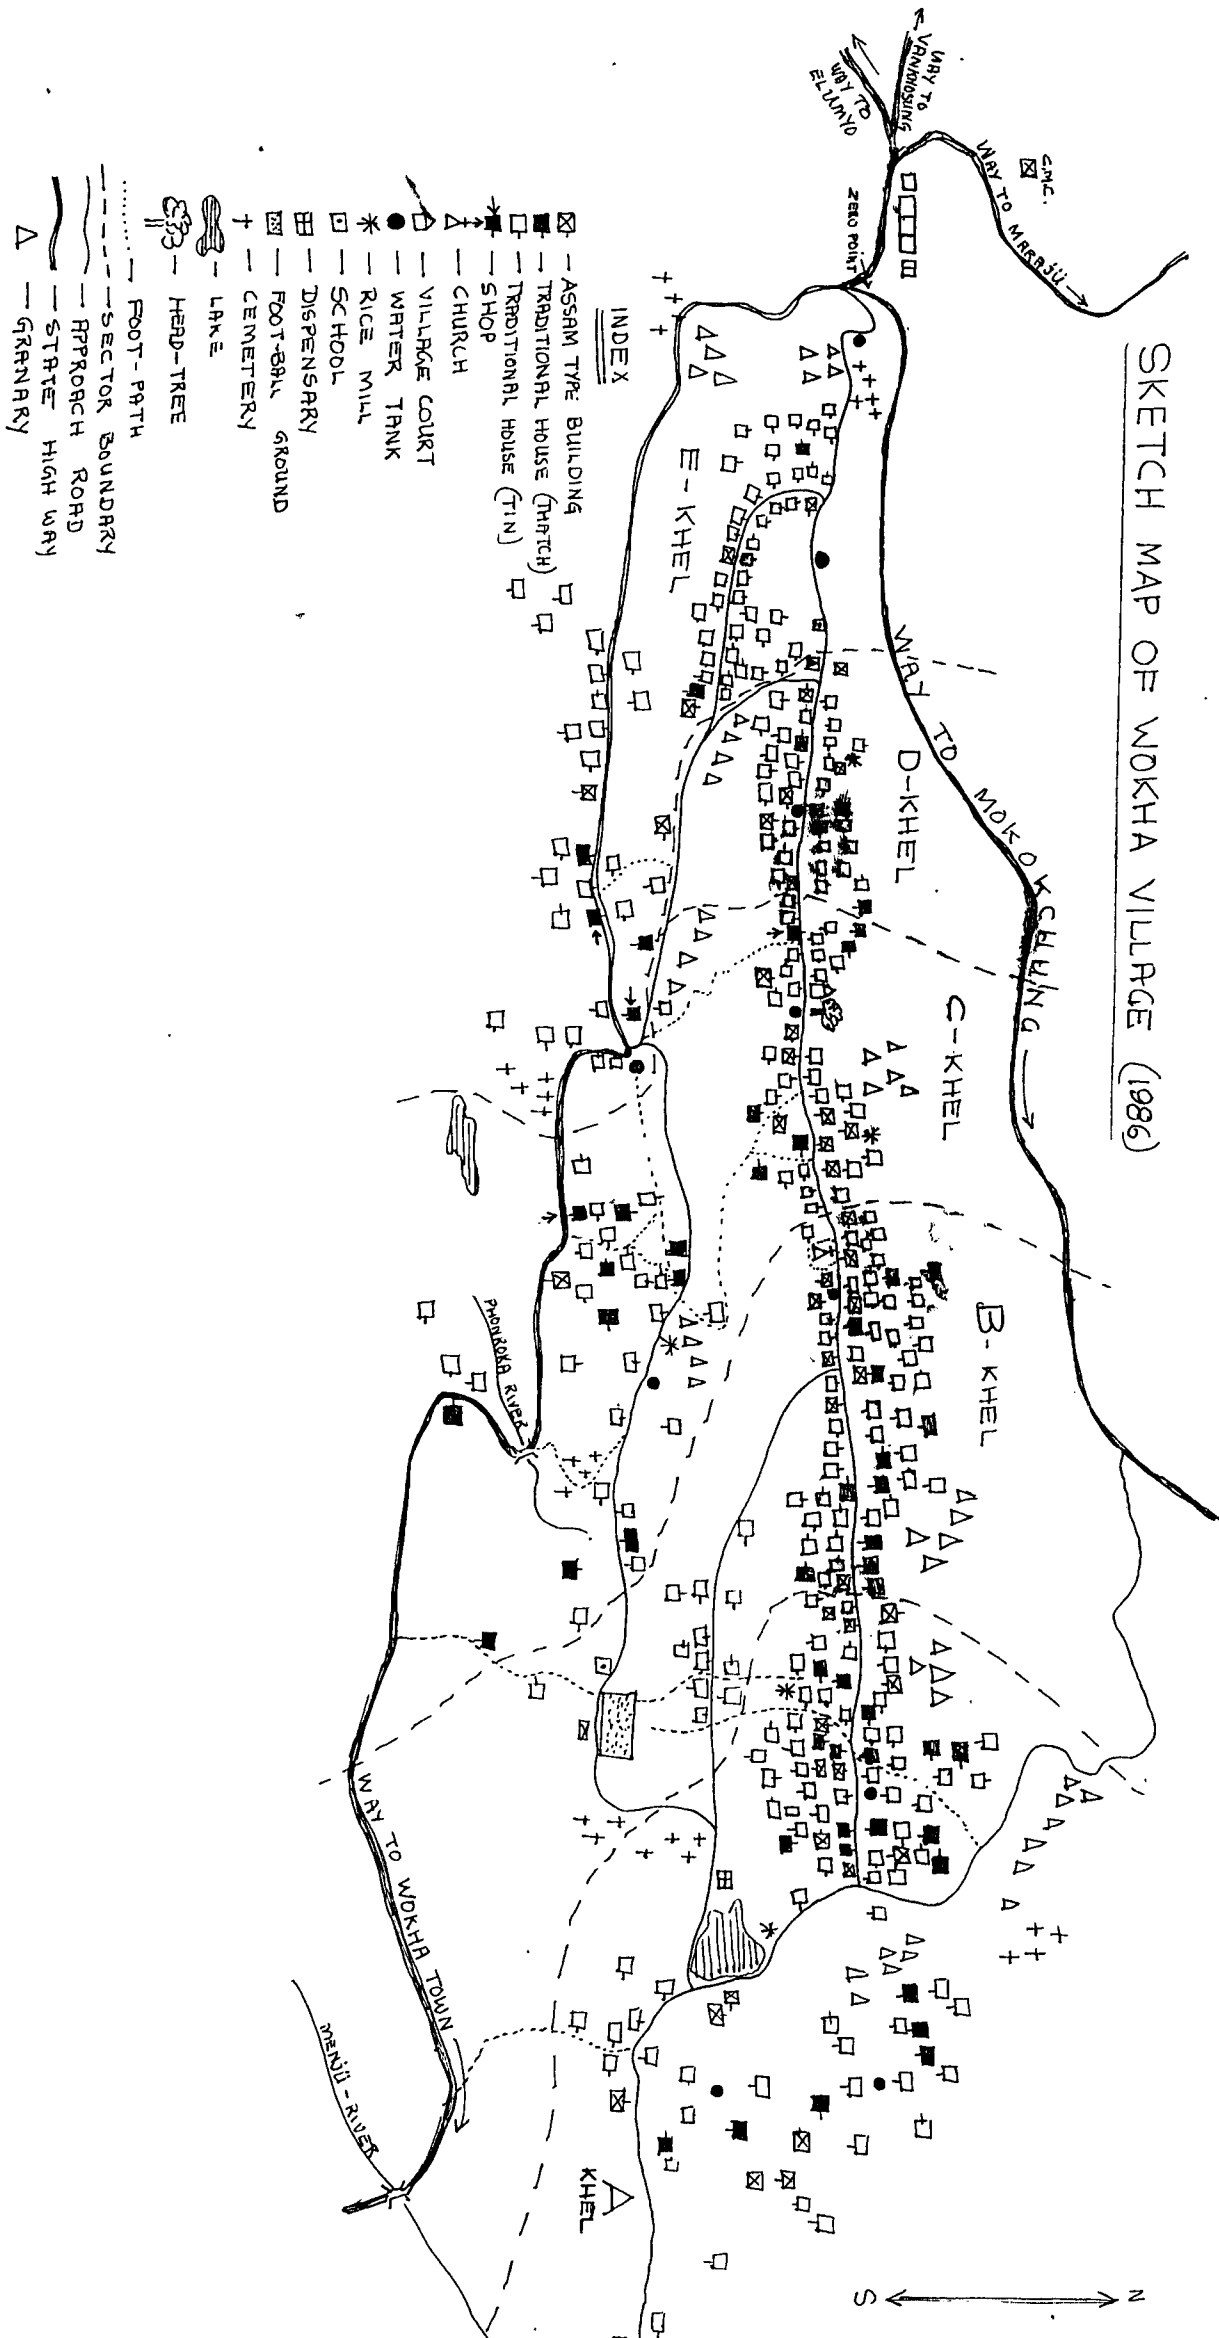 SKETCH MAP OF WOKHA VILLAGE (1986)
WAY TO
VANKHOSUNG
WAY TO
ELUMYO
C.M.C.
WAY TO MARAJÜ
ZERO POINT
WAY TO MOKOKCHUNG
E-KHEL
D-KHEL
C-KHEL
B-KHEL
A
KHEL
PHONROKA RIVER
WAY TO WOKHA TOWN
MENJÜ-RIVER
N
S
INDEX
— ASSAM TYPE BUILDING
— TRADITIONAL HOUSE (THATCH)
— TRADITIONAL HOUSE (TIN)
— SHOP
— CHURCH
— VILLAGE COURT
— WATER TANK
— RICE MILL
— SCHOOL
— DISPENSARY
— FOOT-BALL GROUND
— CEMETERY
— LAKE
— HEAD-TREE
— FOOT-PATH
— SECTOR BOUNDARY
— APPROACH ROAD
— STATE HIGH WAY
— GRANARY